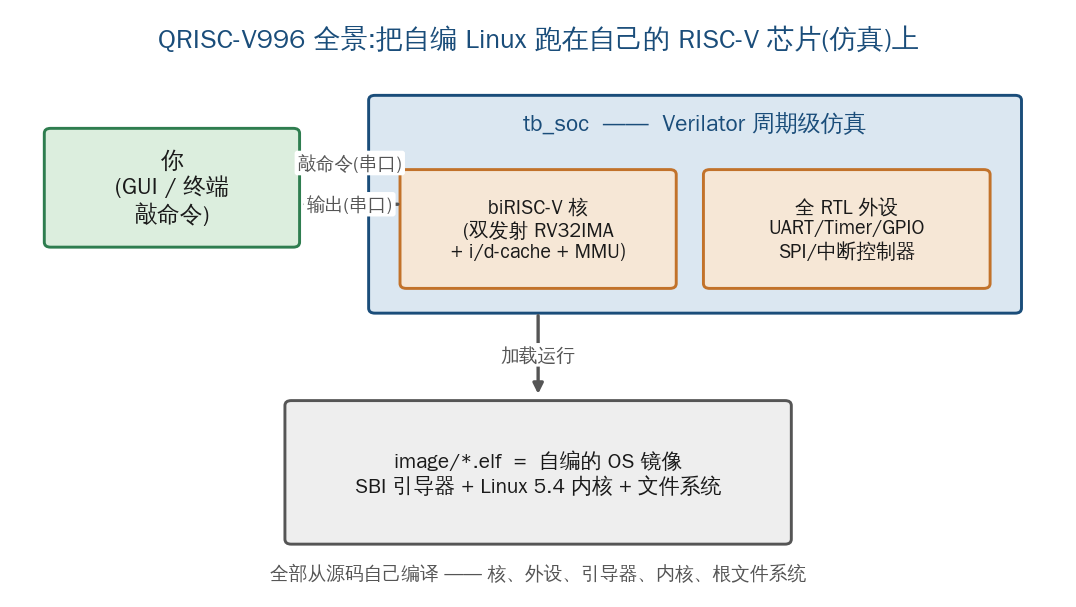 QRISC-V996 全景:把自编 Linux 跑在自己的 RISC-V 芯片(仿真)上
tb_soc —— Verilator 周期级仿真
你
(GUI / 终端
敲命令)
敲命令(串口)
输出(串口)
biRISC-V 核
(双发射 RV32IMA
+ i/d-cache + MMU)
全 RTL 外设
UART/Timer/GPIO
SPI/中断控制器
加载运行
image/*.elf = 自编的 OS 镜像
SBI 引导器 + Linux 5.4 内核 + 文件系统
全部从源码自己编译 —— 核、外设、引导器、内核、根文件系统